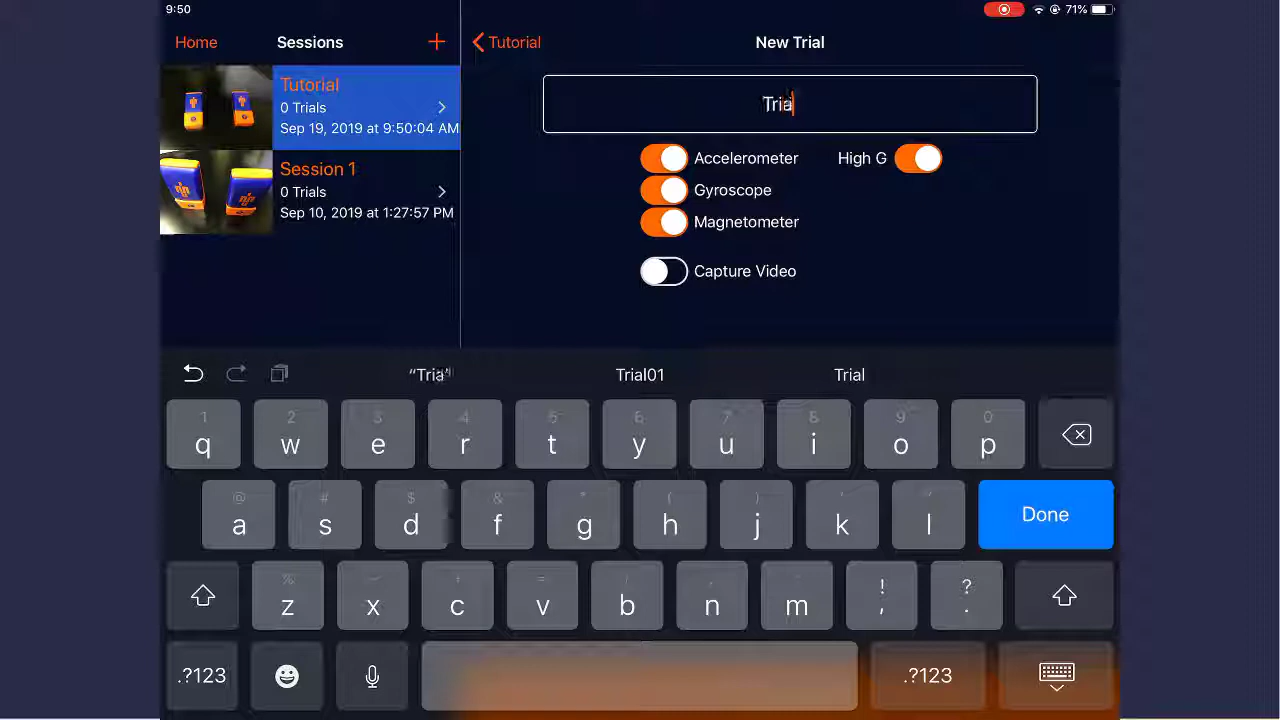 9:50
71%
Home Sessions +
Tutorial
0 Trials
Sep 19, 2019 at 9:50:04 AM
Session 1
0 Trials
Sep 10, 2019 at 1:27:57 PM
Tutorial New Trial
Tria
Accelerometer High G
Gyroscope
Magnetometer
Capture Video
“Tria” Trial01 Trial
1 2 3 4 5 6 7 8 9 0
q w e r t y u i o p
@ # $ & * ( ) ' "
a s d f g h j k l Done
% - + = / ; :
z x c v b n m ! , ? .
.?123 .?123